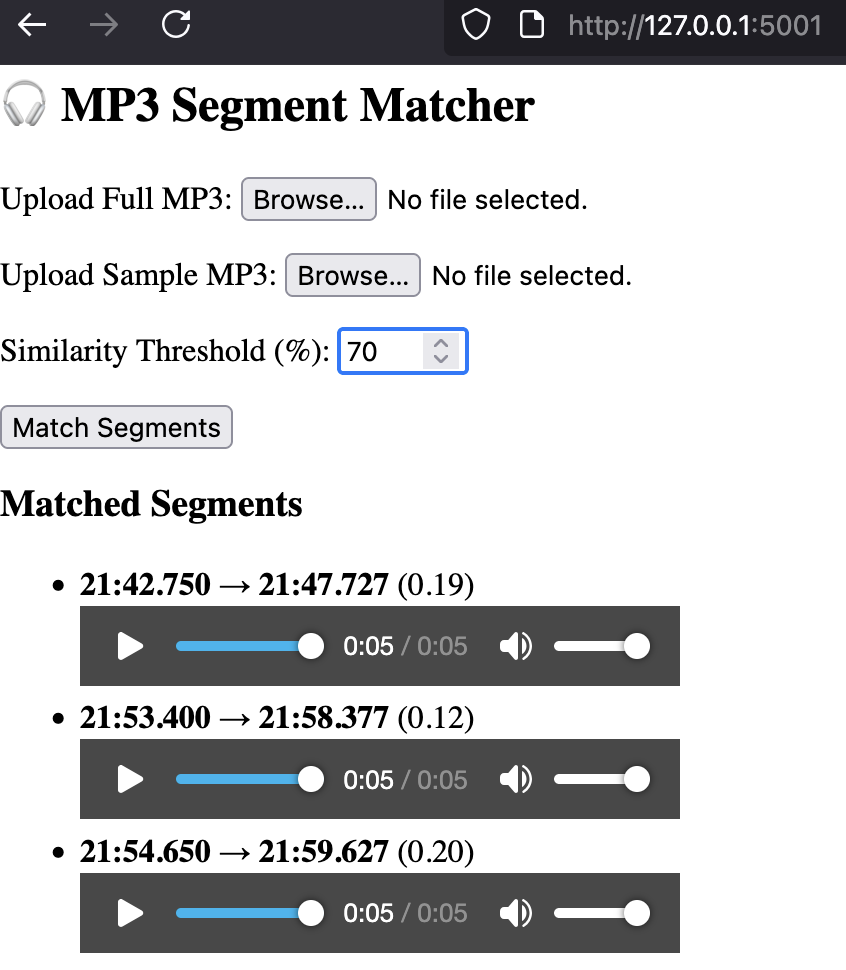 http://127.0.0.1:5001
🎧 MP3 Segment Matcher
Upload Full MP3: Browse... No file selected.
Upload Sample MP3: Browse... No file selected.
Similarity Threshold (%): 70
Match Segments
Matched Segments
• 21:42.750 → 21:47.727 (0.19)
0:05 / 0:05
• 21:53.400 → 21:58.377 (0.12)
0:05 / 0:05
• 21:54.650 → 21:59.627 (0.20)
0:05 / 0:05